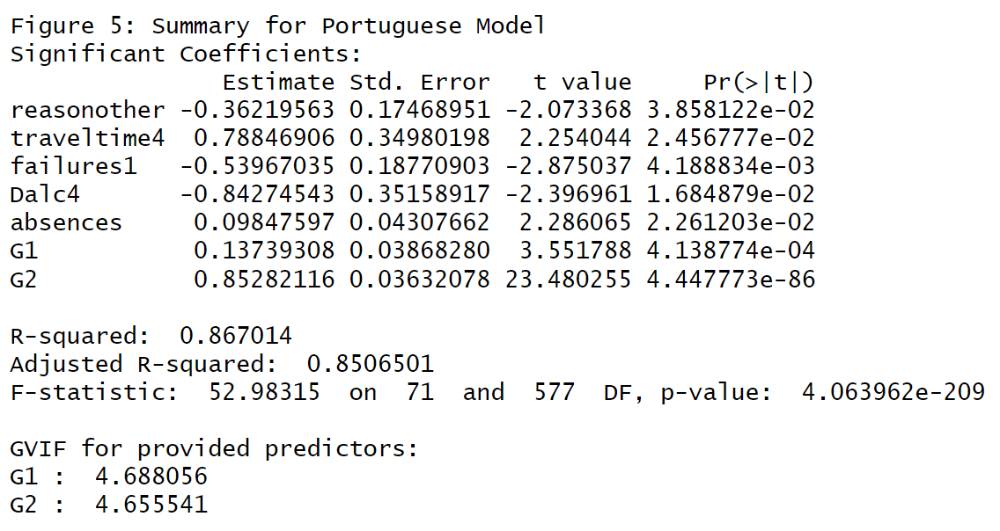 Figure 5: Summary for Portuguese Model
Significant Coefficients:
Estimate Std. Error t value Pr(>|t|)
reasonother -0.36219563 0.17468951 -2.073368 3.858122e-02
traveltime4 0.78846906 0.34980198 2.254044 2.456777e-02
failures1 -0.53967035 0.18770903 -2.875037 4.188834e-03
Dalc4 -0.84274543 0.35158917 -2.396961 1.684879e-02
absences 0.09847597 0.04307662 2.286065 2.261203e-02
G1 0.13739308 0.03868280 3.551788 4.138774e-04
G2 0.85282116 0.03632078 23.480255 4.447773e-86
R-squared: 0.867014
Adjusted R-squared: 0.8506501
F-statistic: 52.98315 on 71 and 577 DF, p-value: 4.063962e-209
GVIF for provided predictors:
G1 : 4.688056
G2 : 4.655541